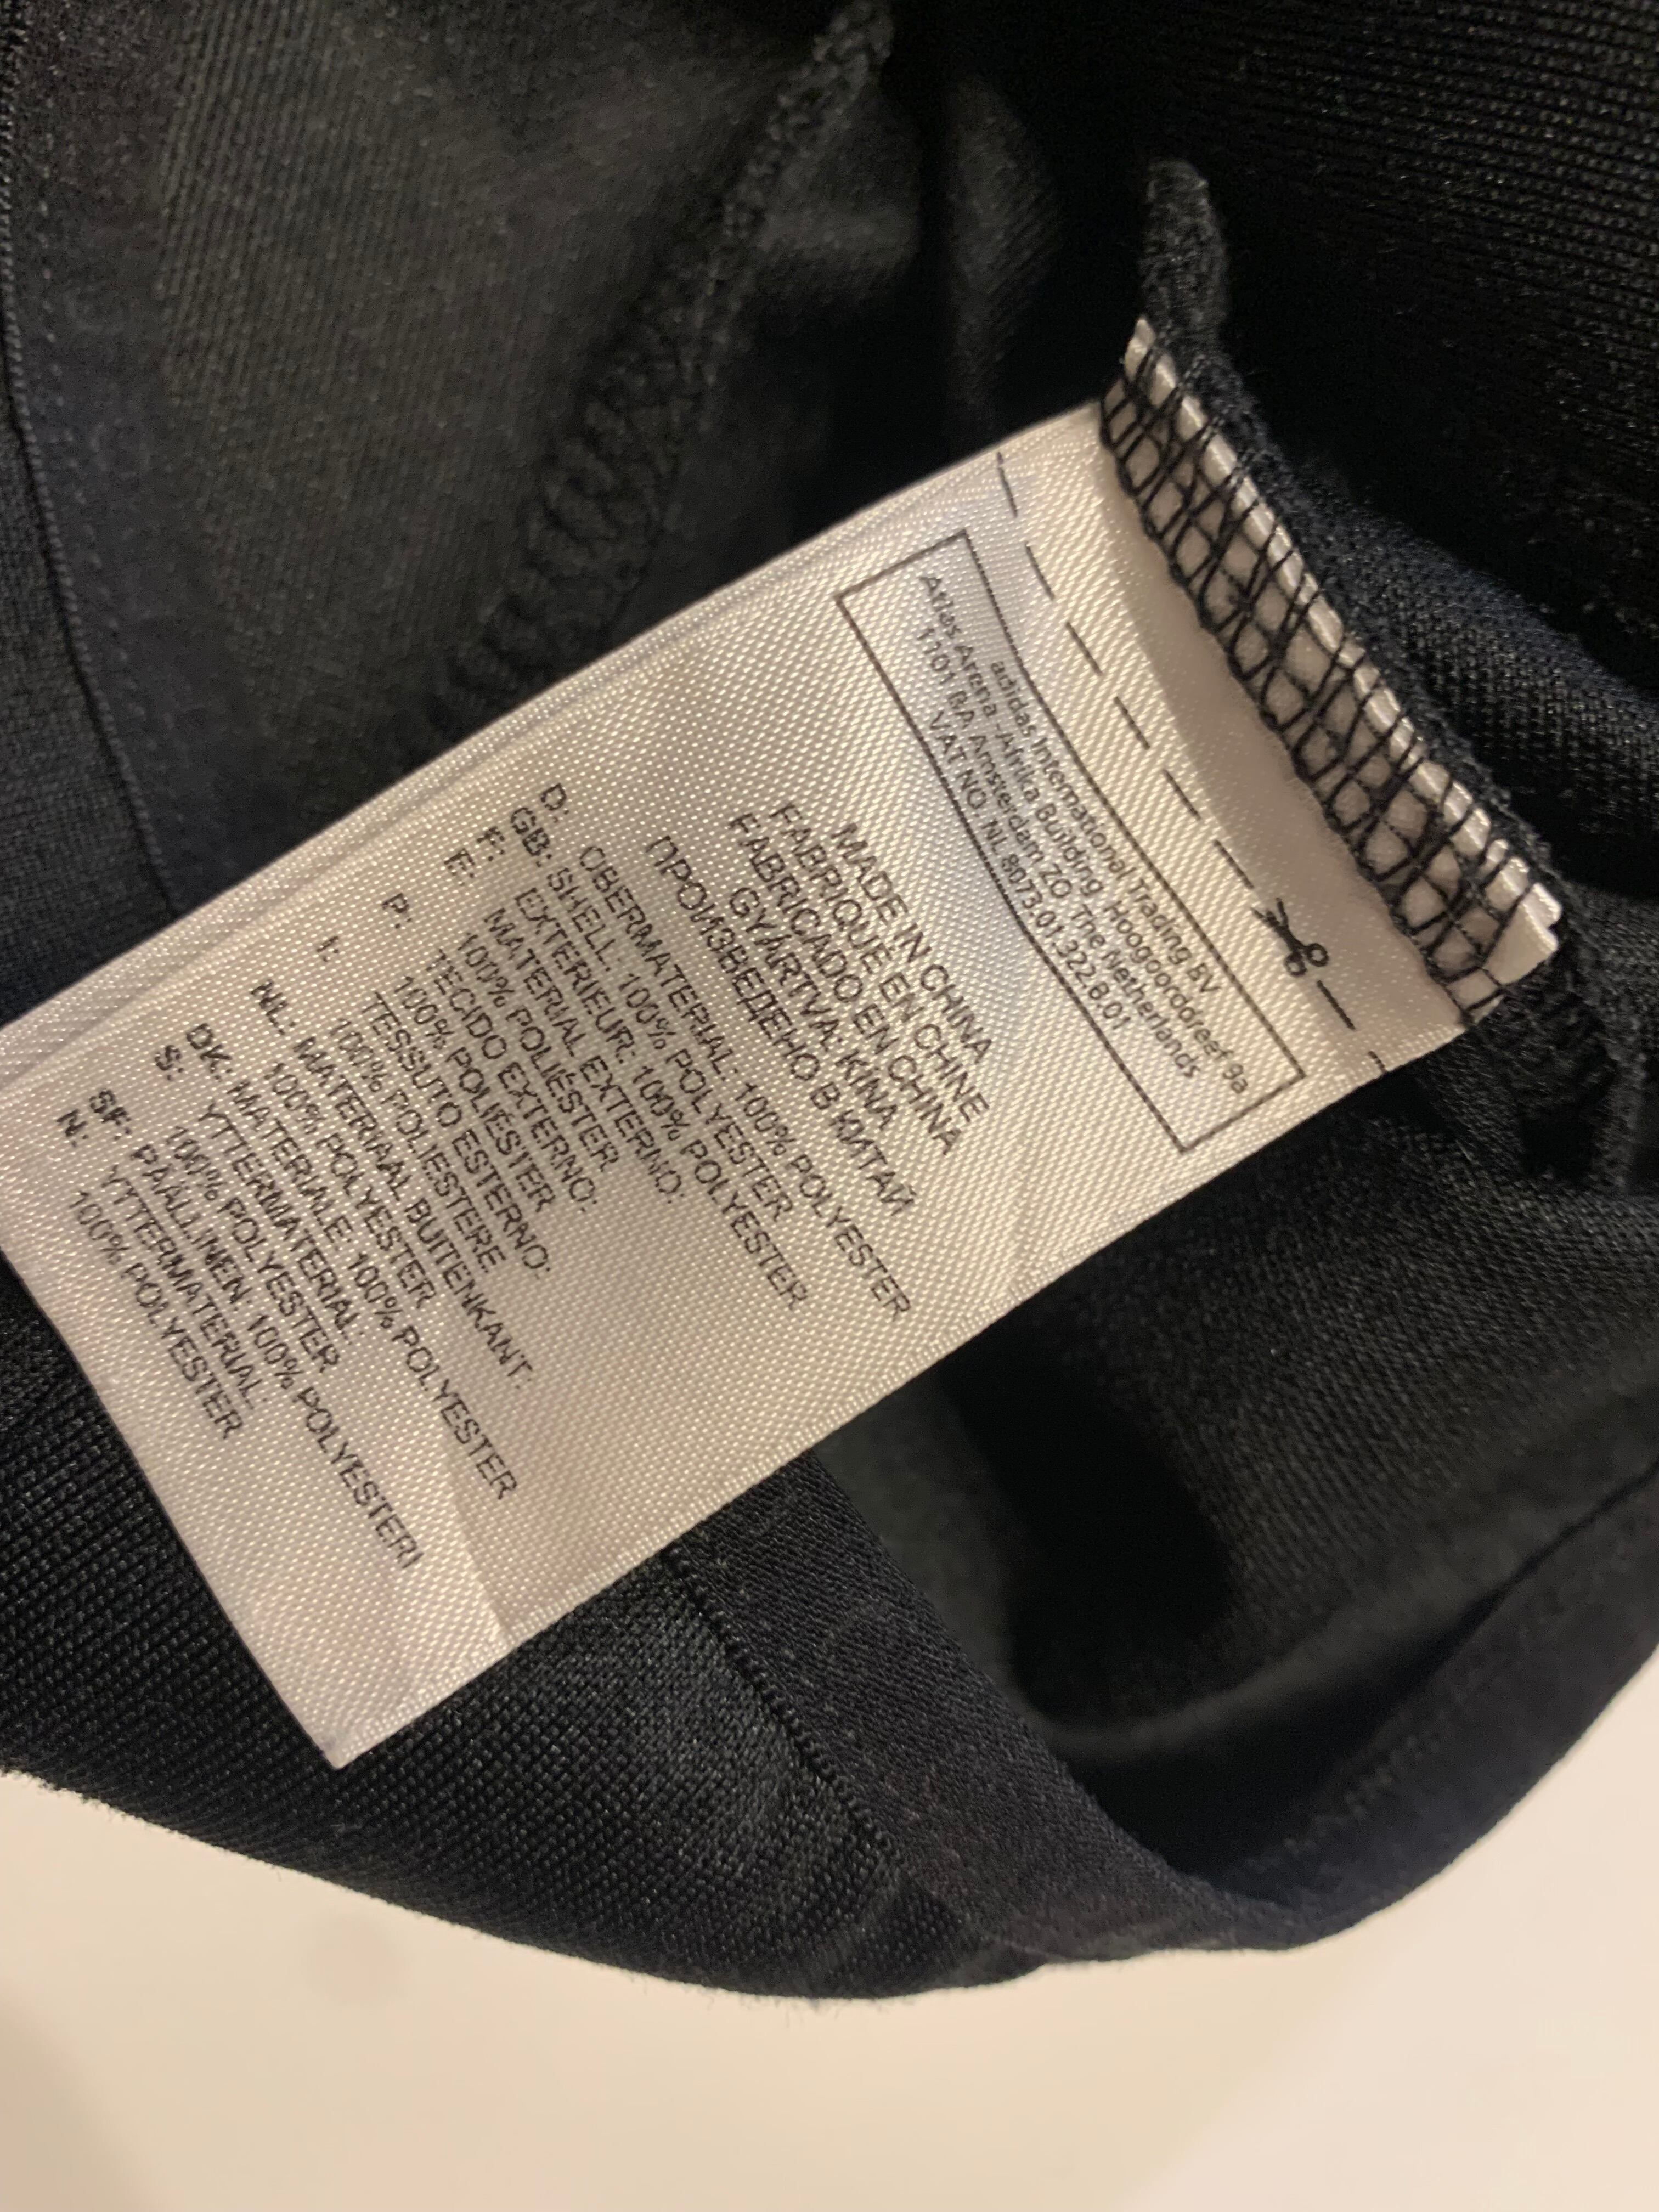 adidas International Trading BV
Atlas Arena - Afrika Building, Hoogoorddreef 9a
1101 BA Amsterdam ZO, The Netherlands
VAT NO: NL 8073.01.322.B.01
MADE IN CHINA
FABRIQUÉ EN CHINE
FABRICADO EN CHINA
GYÁRTVA: KÍNA
ПРОИЗВЕДЕНО В КИТАЙ
D: OBERMATERIAL: 100% POLYESTER
GB: SHELL: 100% POLYESTER
F: EXTERIEUR: 100% POLYESTER
E: MATERIAL EXTERNO:
100% POLIÉSTER
P: TECIDO EXTERNO:
100% POLIÉSTER
I: TESSUTO ESTERNO:
100% POLIESTERE
NL: MATERIAAL BUITENKANT:
100% POLYESTER
DK: MATERIALE: 100% POLYESTER
S: YTTERMATERIAL:
100% POLYESTER
SF: PÄÄLLINEN: 100% POLYESTERI
N: YTTERMATERIAL:
100% POLYESTER